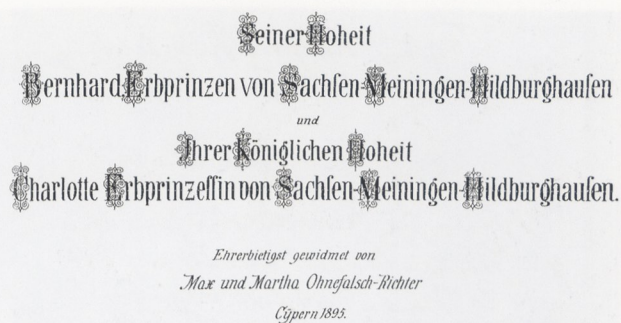 Seiner Hoheit
Bernhard, Erbprinzen von Sachſen-Meiningen-Hildburghauſen
und
Ihrer Königlichen Hoheit
Charlotte Erbprinzeſſin von Sachſen-Meiningen-Hildburghauſen.
Ehrerbietigst gewidmet von
Max und Martha Ohnefalsch-Richter
Cÿpern 1895.